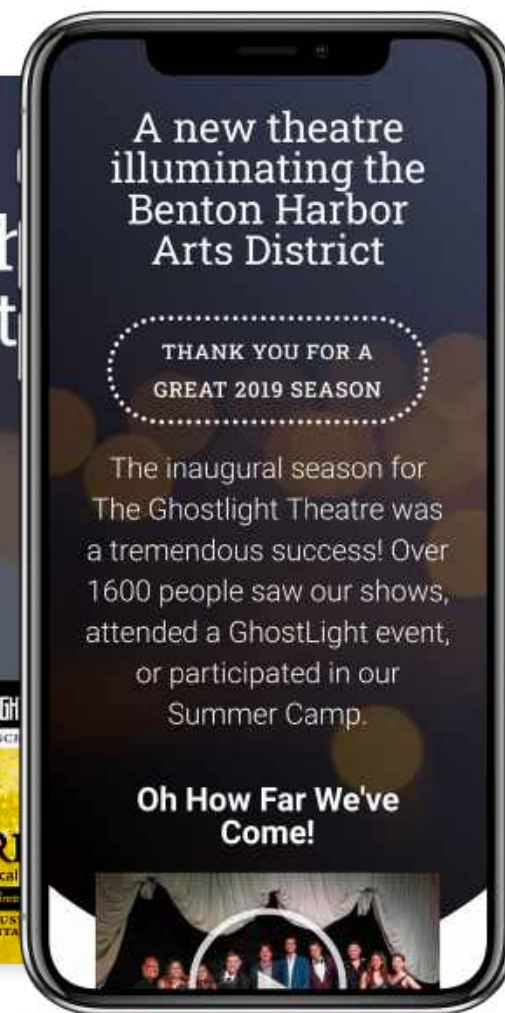 A new theatre
illuminating the
Benton Harbor
Arts District
THANK YOU FOR A
GREAT 2019 SEASON
The inaugural season for
The Ghostlight Theatre was
a tremendous success! Over
1600 people saw our shows,
attended a GhostLight event,
or participated in our
Summer Camp.
Oh How Far We've
Come!